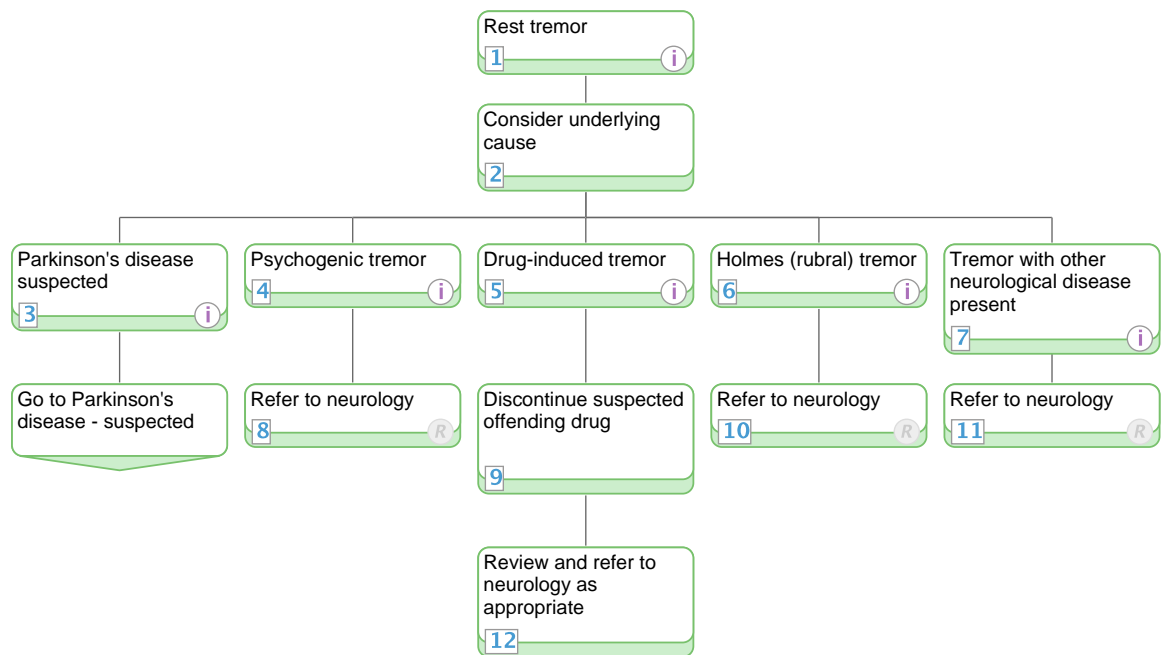 Rest tremor
1 i
Consider underlying
cause
2
Parkinson's disease
suspected
3 i
Psychogenic tremor
4 i
Drug-induced tremor
5 i
Holmes (rubral) tremor
6 i
Tremor with other
neurological disease
present
7 i
Go to Parkinson's
disease - suspected
Refer to neurology
8 R
Discontinue suspected
offending drug
9
Refer to neurology
10 R
Refer to neurology
11 R
Review and refer to
neurology as
appropriate
12